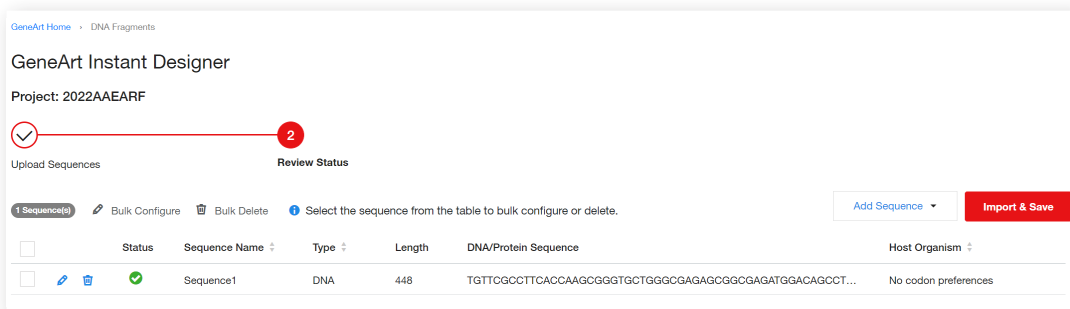 GeneArt Home › DNA Fragments
GeneArt Instant Designer
Project: 2022AAEARF
2
Upload Sequences Review Status
1 Sequence(s) Bulk Configure Bulk Delete Select the sequence from the table to bulk configure or delete. Add Sequence Import & Save
Status Sequence Name Type Length DNA/Protein Sequence Host Organism
Sequence1 DNA 448 TGTTCGCCTTCACCAAGCGGGTGCTGGGCGAGAGCGGCGAGATGGACAGCCT... No codon preferences